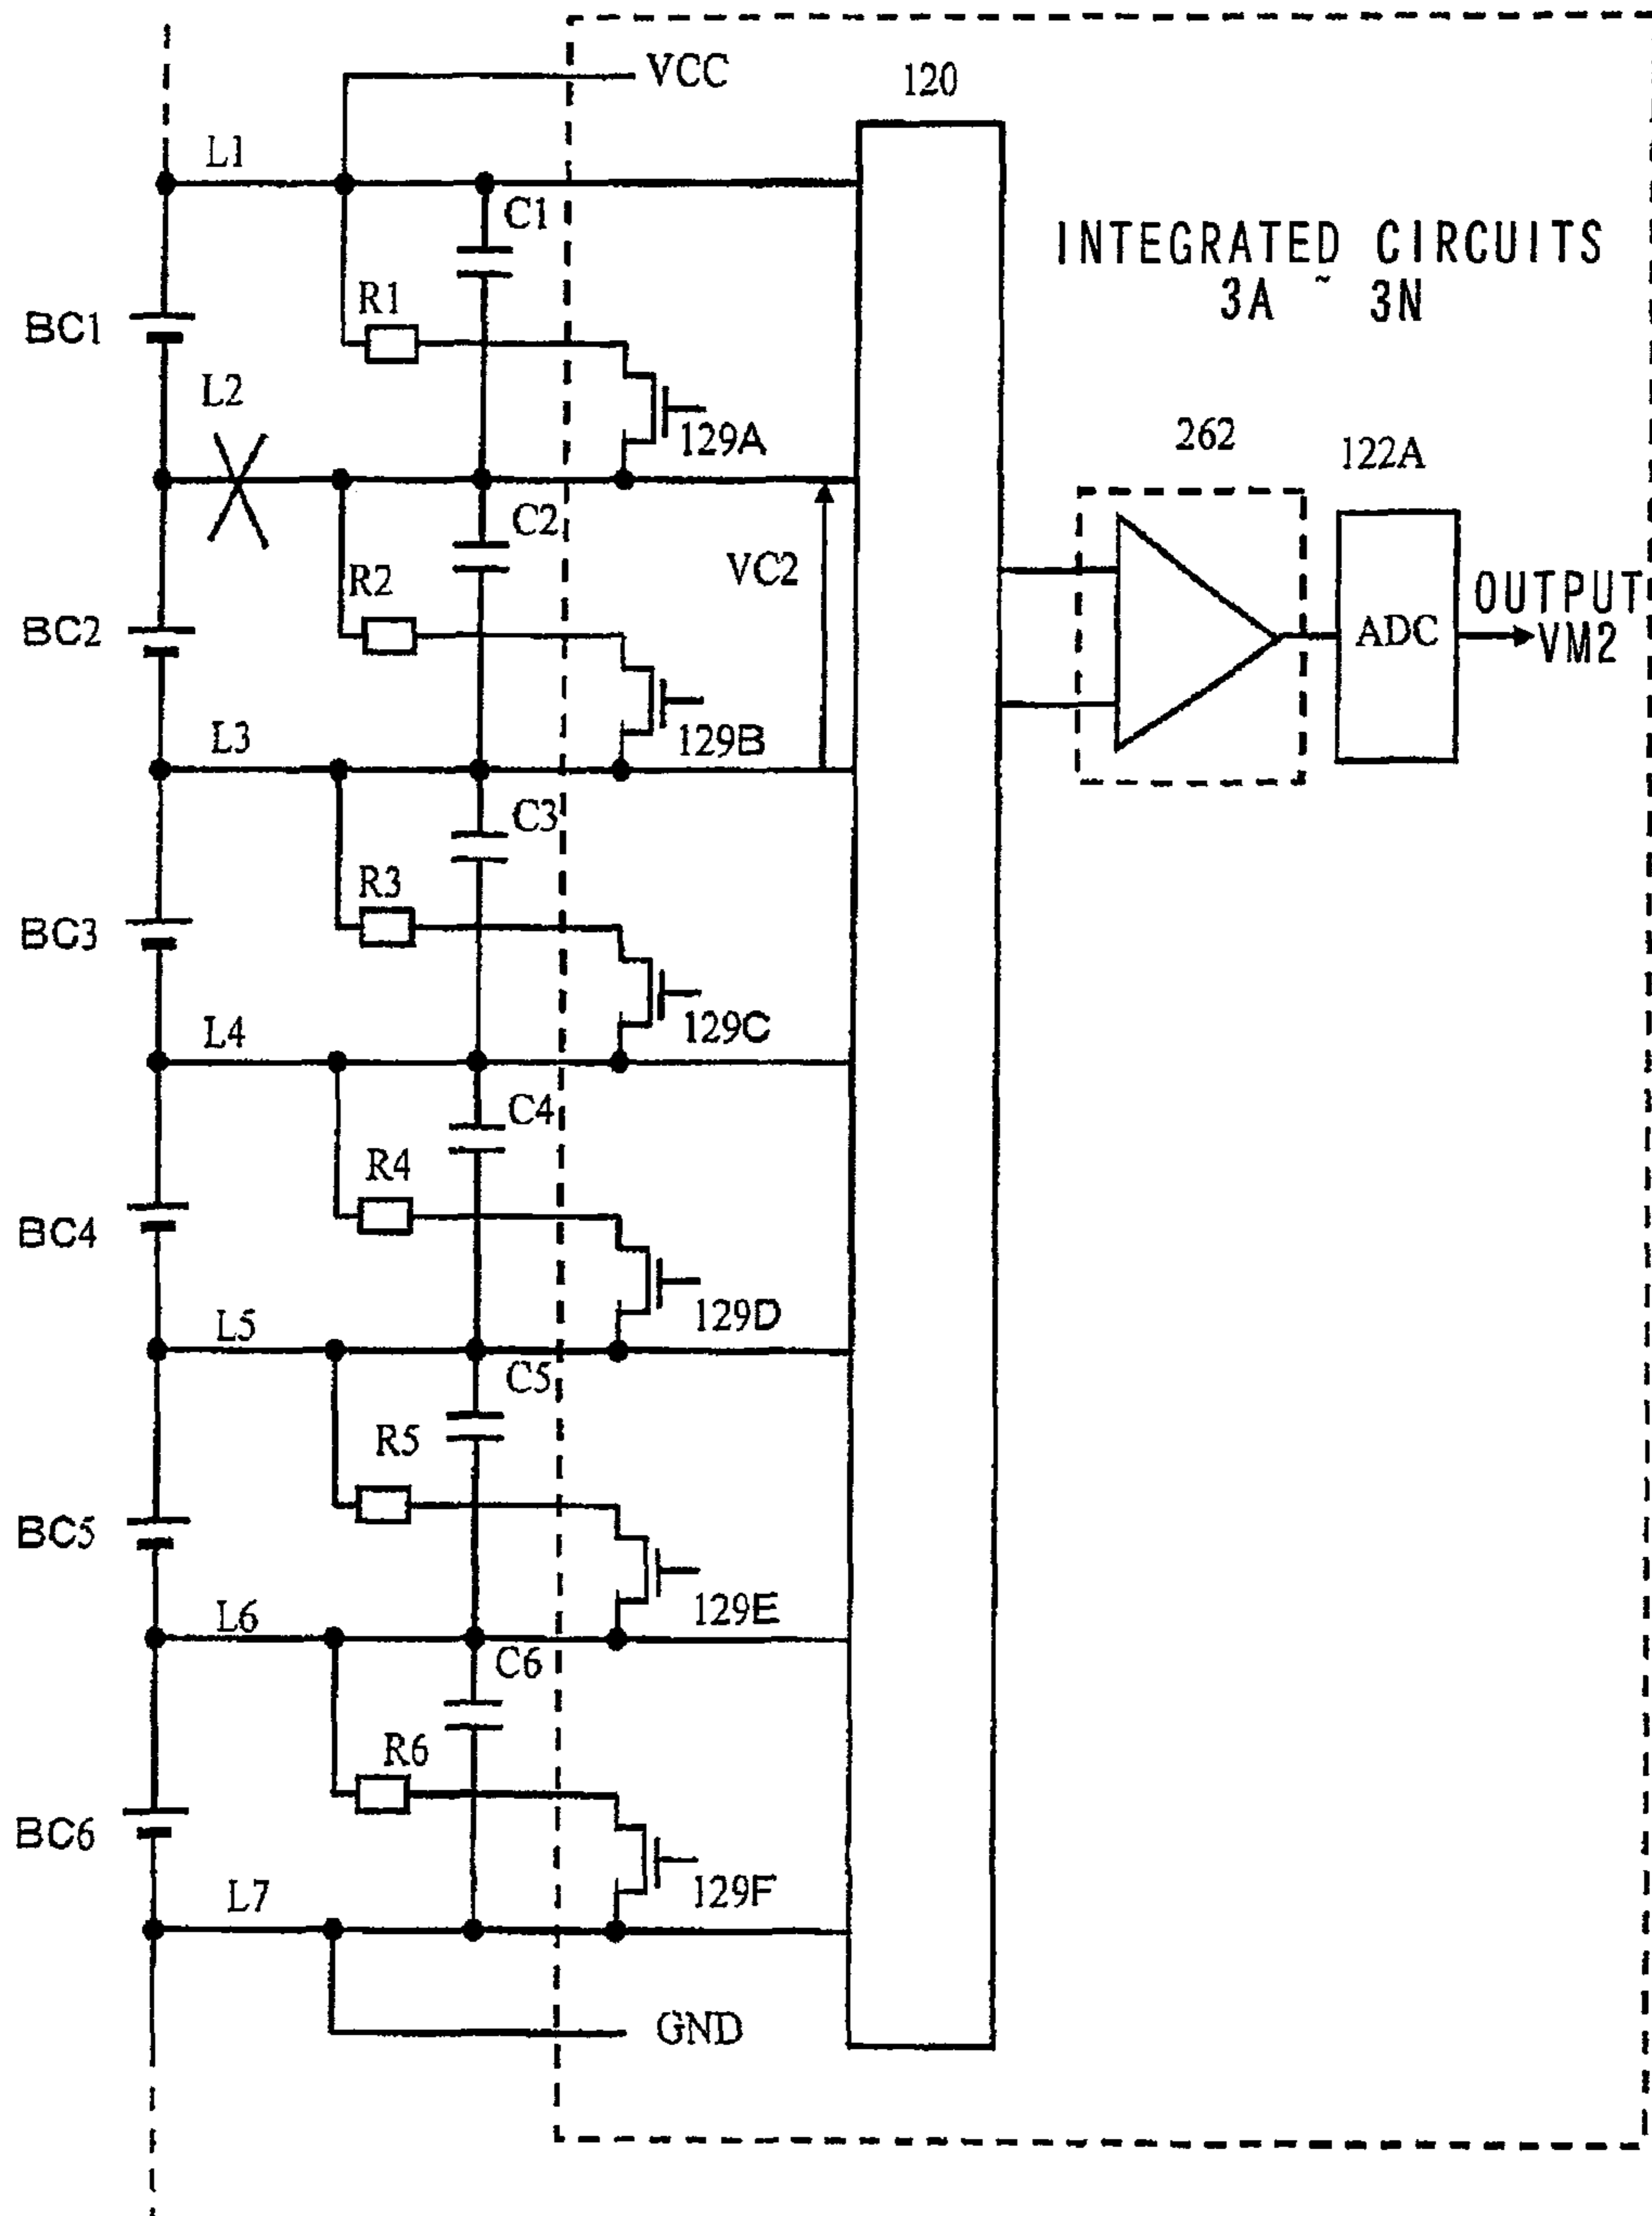 VCC
120
L1
C1
INTEGRATED CIRCUITS
3A ~ 3N
R1
BC1
L2
129A
262
122A
C2
R2
VC2
OUTPUT
VM2
ADC
BC2
L3
129B
C3
R3
BC3
129C
L4
C4
R4
BC4
129D
L5
C5
R5
BC5
129E
L6
C6
R6
BC6
129F
L7
GND